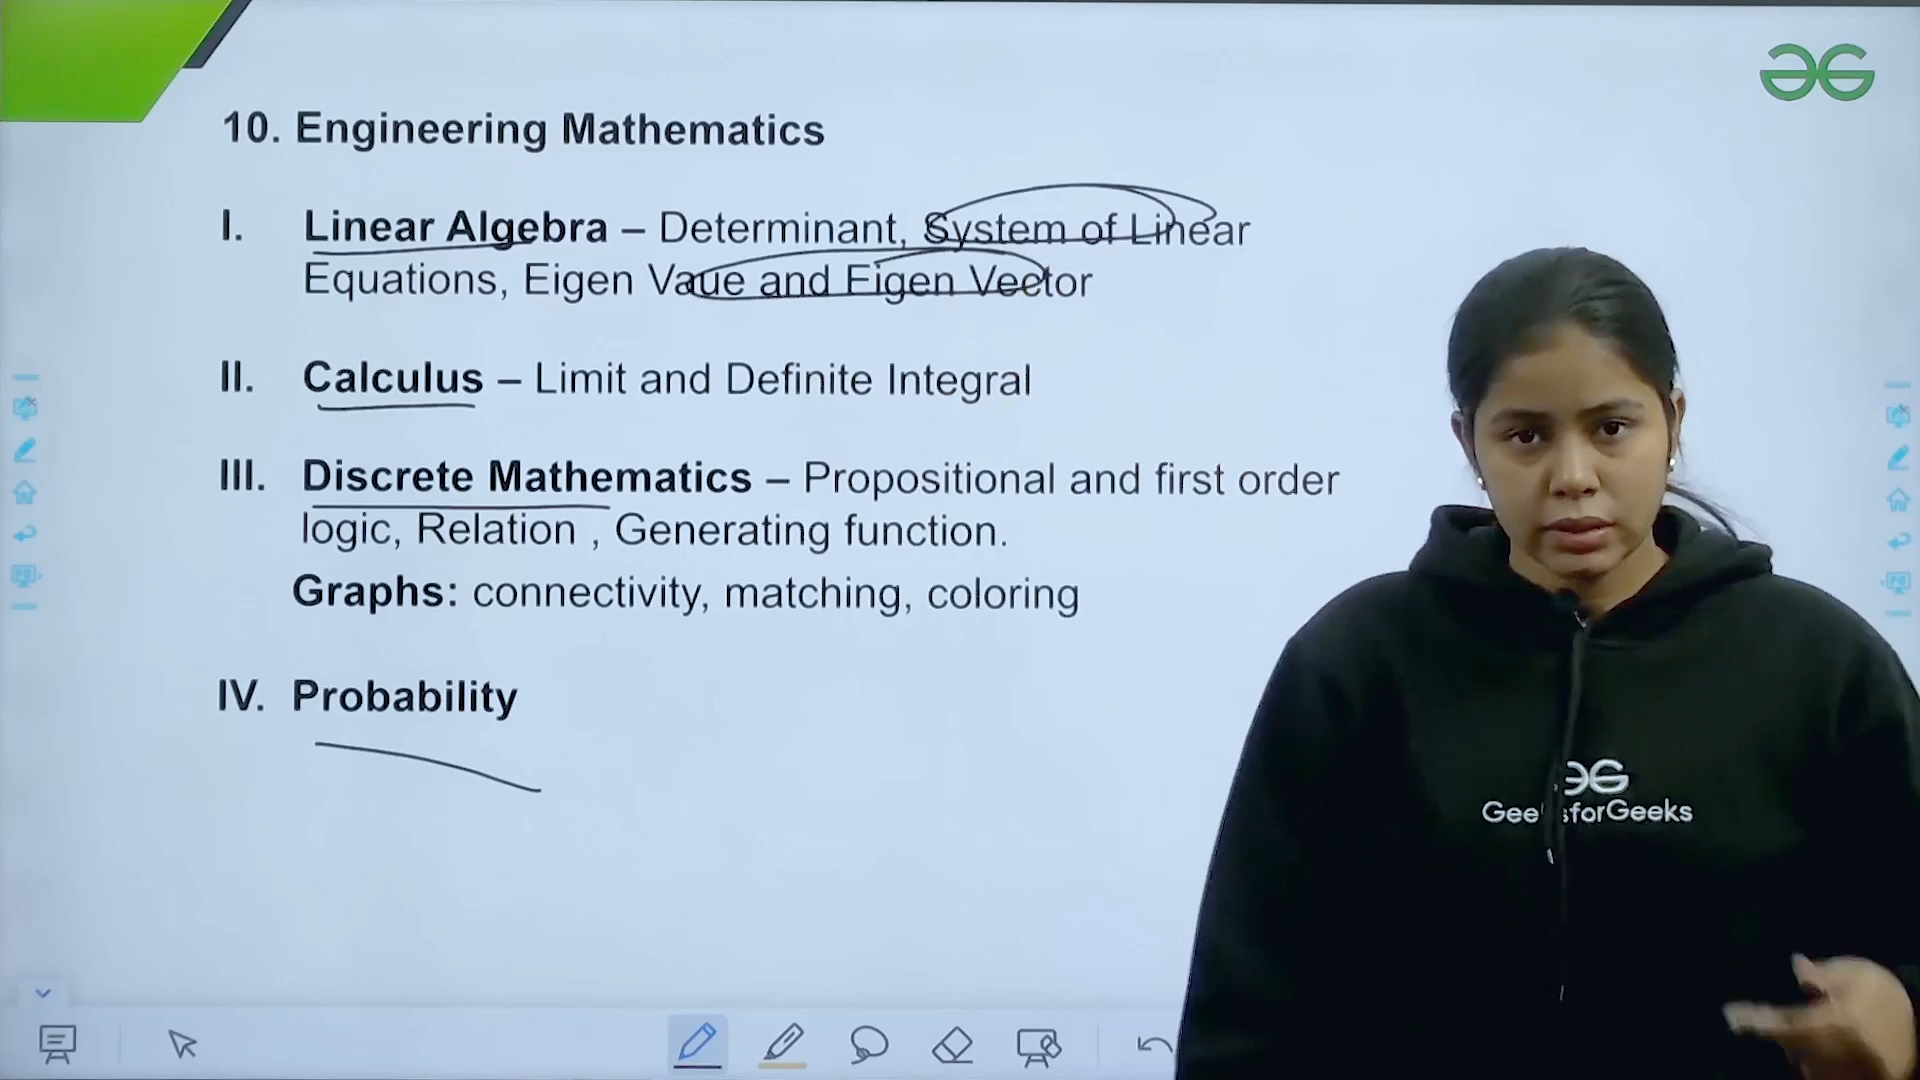 10. Engineering Mathematics
I. Linear Algebra – Determinant, System of Linear
Equations, Eigen Vaue and Eigen Vector
II. Calculus – Limit and Definite Integral
III. Discrete Mathematics – Propositional and first order
logic, Relation , Generating function.
Graphs: connectivity, matching, coloring
IV. Probability
GeeksforGeeks